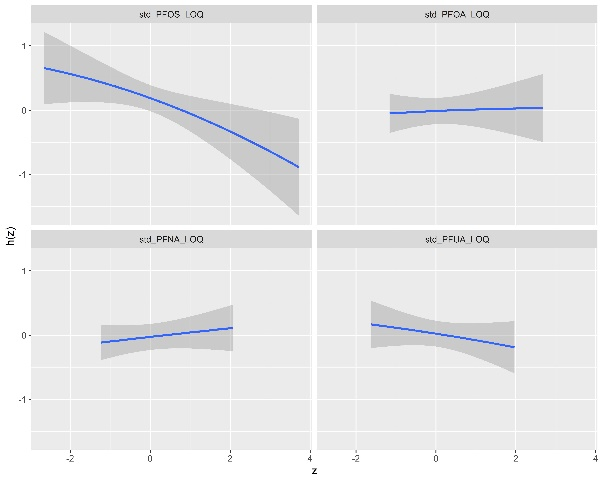 std_PFOS_LOQ
std_PFOA_LOQ
1
0
-1
h(z)
std_PFNA_LOQ
std_PFUA_LOQ
1
0
-1
-2
0
2
4
-2
0
2
4
z